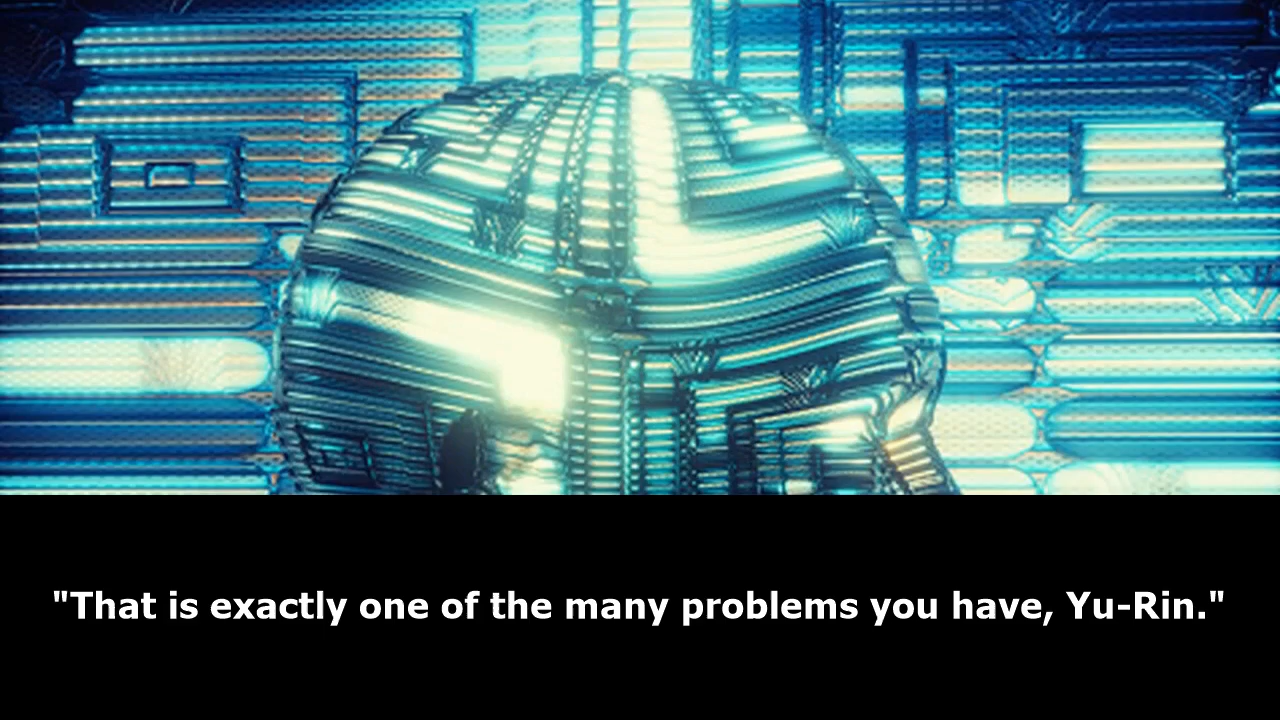 "That is exactly one of the many problems you have, Yu-Rin."